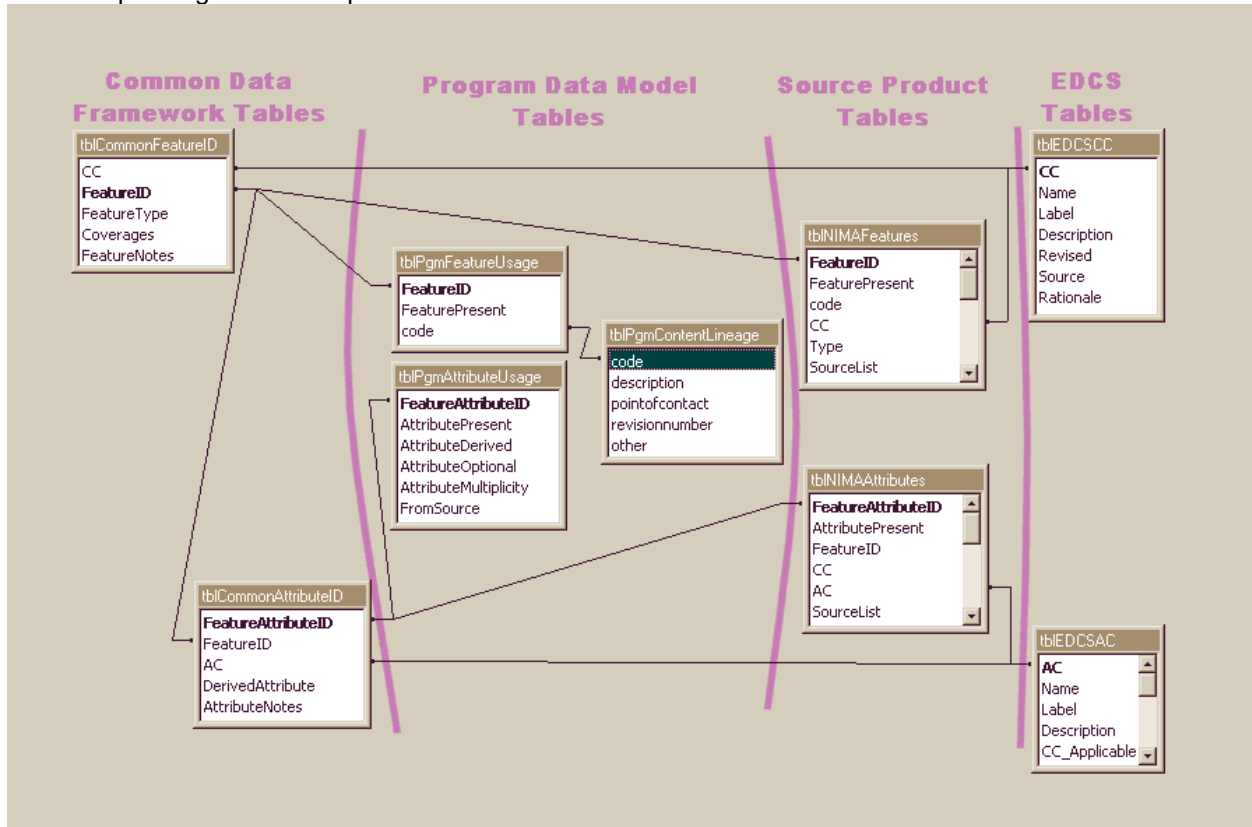 Common Data
Framework Tables
Program Data Model
Tables
Source Product
Tables
EDCS
Tables
tblCommonFeatureID
CC
FeatureID
FeatureType
Coverages
FeatureNotes
tblPgmFeatureUsage
FeatureID
FeaturePresent
code
tblPgmContentLineage
code
description
pointofcontact
revisionnumber
other
tblPgmAttributeUsage
FeatureAttributeID
AttributePresent
AttributeDerived
AttributeOptional
AttributeMultiplicity
FromSource
tblNIMAFeatures
FeatureID
FeaturePresent
code
CC
Type
SourceList
tblEDCSCC
CC
Name
Label
Description
Revised
Source
Rationale
tblCommonAttributeID
FeatureAttributeID
FeatureID
AC
DerivedAttribute
AttributeNotes
tblNIMAAttributes
FeatureAttributeID
AttributePresent
FeatureID
CC
AC
SourceList
tblEDCSAC
AC
Name
Label
Description
CC_Applicable